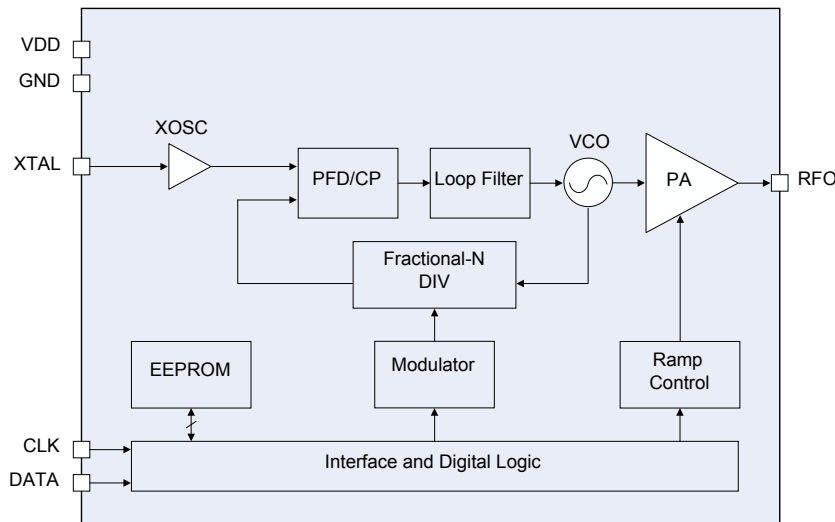 VDD
GND
XOSC
XTAL
PFD/CP
Loop Filter
VCO
PA
RFO
Fractional-N
DIV
EEPROM
Modulator
Ramp
Control
CLK
DATA
Interface and Digital Logic